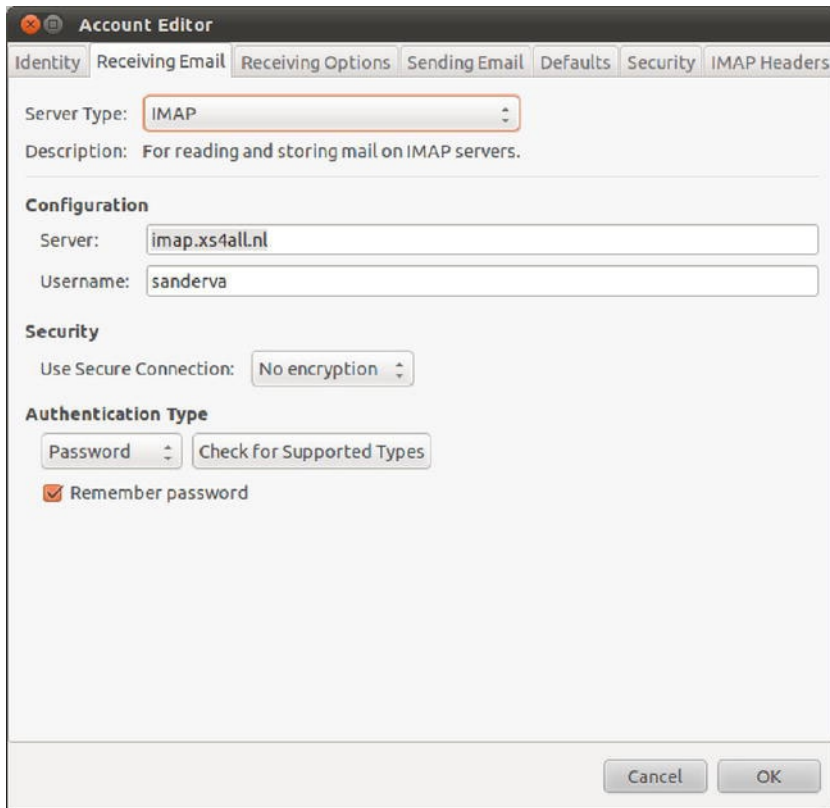 Account Editor
Identity Receiving Email Receiving Options Sending Email Defaults Security IMAP Headers
Server Type: IMAP
Description: For reading and storing mail on IMAP servers.
Configuration
Server: imap.xs4all.nl
Username: sanderva
Security
Use Secure Connection: No encryption
Authentication Type
Password Check for Supported Types
Remember password
Cancel OK